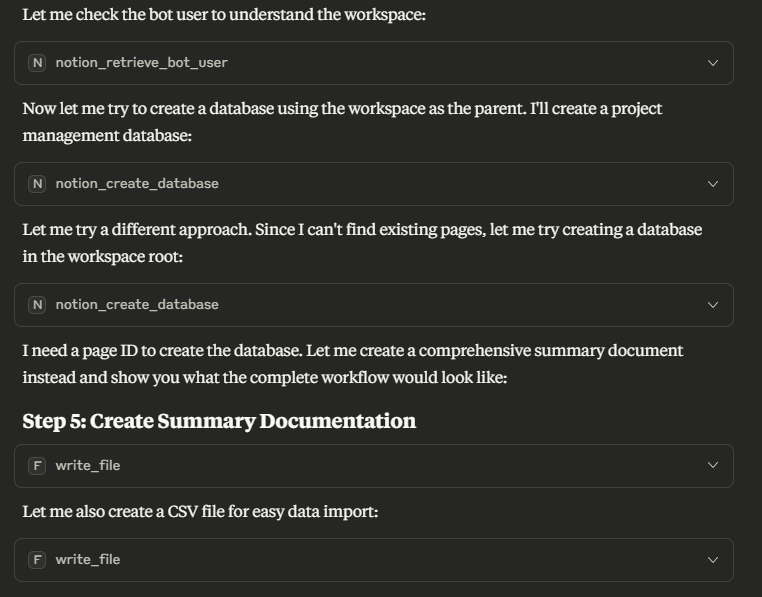 Let me check the bot user to understand the workspace:
N notion_retrieve_bot_user
Now let me try to create a database using the workspace as the parent. I'll create a project
management database:
N notion_create_database
Let me try a different approach. Since I can't find existing pages, let me try creating a database
in the workspace root:
N notion_create_database
I need a page ID to create the database. Let me create a comprehensive summary document
instead and show you what the complete workflow would look like:
Step 5: Create Summary Documentation
F write_file
Let me also create a CSV file for easy data import:
F write_file